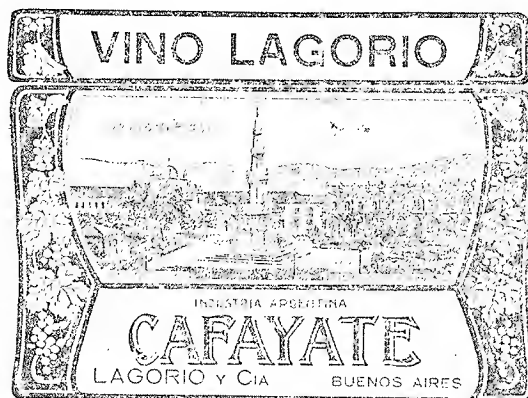 VINO LAGORIO
INDUSTRIA ARGENTINA
CAFAYATE
LAGORIO Y CIA BUENOS AIRES